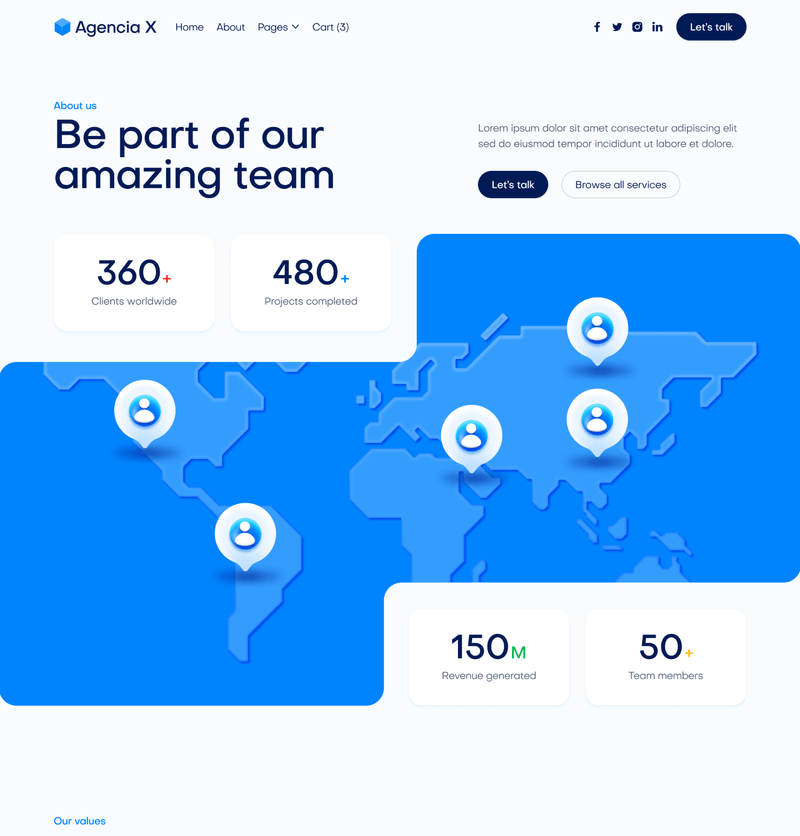 Agencia X
Home About Pages Cart (3)
Let's talk
About us
Be part of our
amazing team
Lorem ipsum dolor sit amet consectetur adipiscing elit
sed do eiusmod tempor incididunt ut labore et dolore.
Let's talk
Browse all services
360+
Clients worldwide
480+
Projects completed
150M
Revenue generated
50+
Team members
Our values